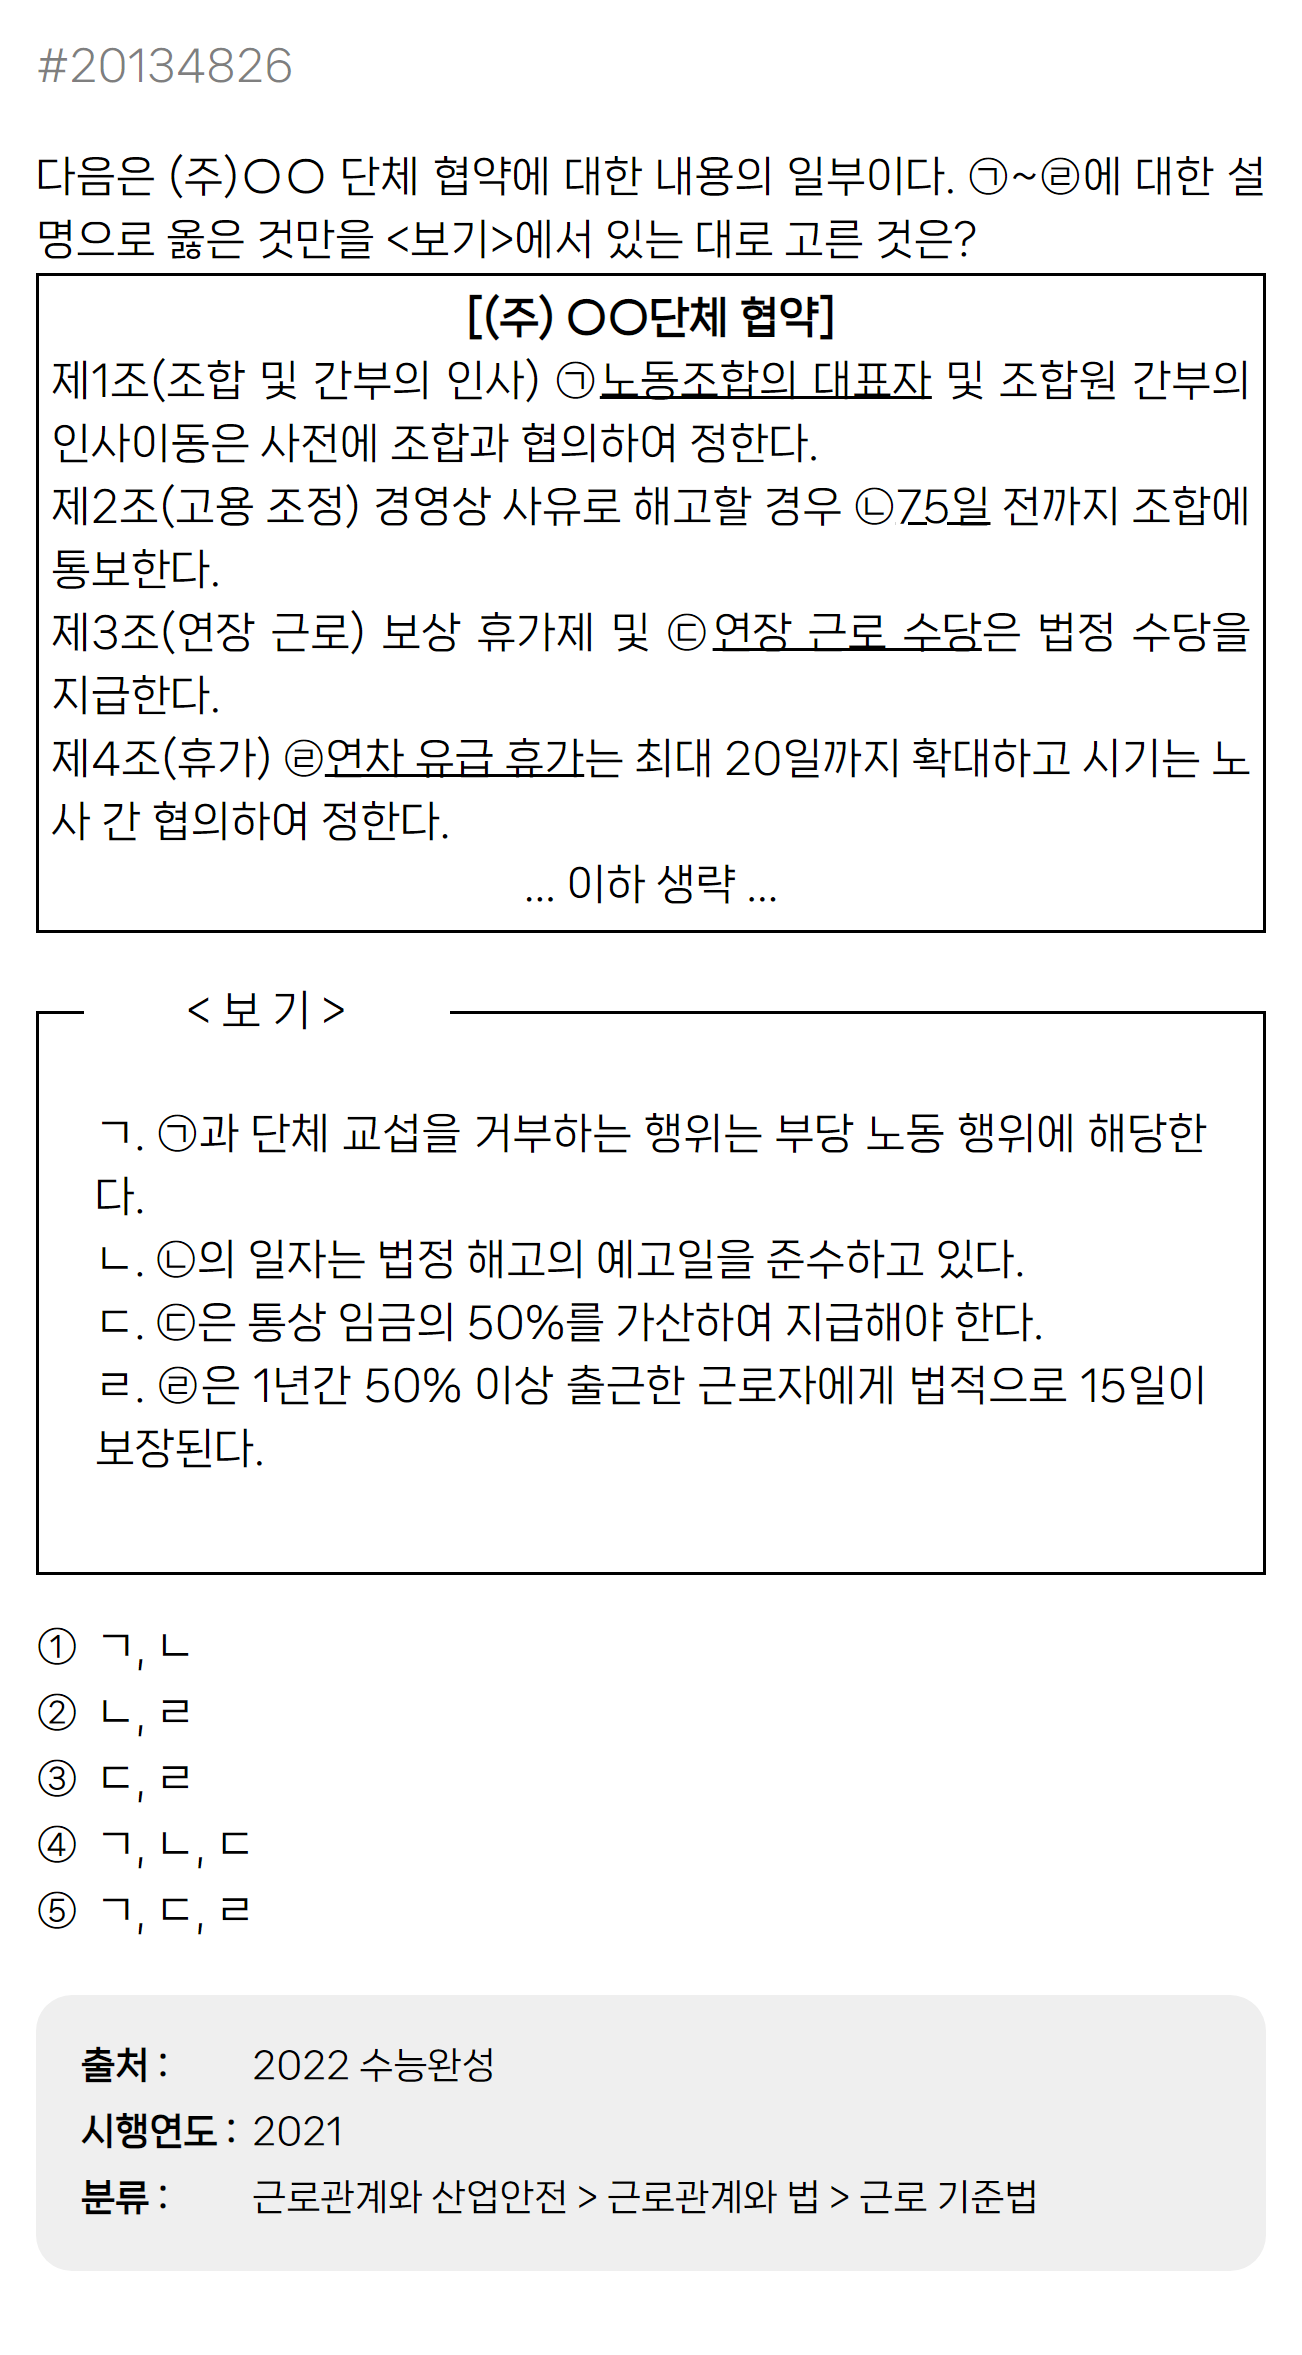 #20134826
다음은 (주)○○ 단체 협약에 대한 내용의 일부이다. ㉠~㉣에 대한 설
명으로 옳은 것만을 <보기>에서 있는 대로 고른 것은?
[(주) ○○단체 협약]
제1조(조합 및 간부의 인사) ㉠노동조합의 대표자 및 조합원 간부의
인사이동은 사전에 조합과 협의하여 정한다.
제2조(고용 조정) 경영상 사유로 해고할 경우 ㉡75일 전까지 조합에
통보한다.
제3조(연장 근로) 보상 휴가제 및 ㉢연장 근로 수당은 법정 수당을
지급한다.
제4조(휴가) ㉣연차 유급 휴가는 최대 20일까지 확대하고 시기는 노
사 간 협의하여 정한다.
... 이하 생략 ...
< 보 기 >
ㄱ. ㉠과 단체 교섭을 거부하는 행위는 부당 노동 행위에 해당한
다.
ㄴ. ㉡의 일자는 법정 해고의 예고일을 준수하고 있다.
ㄷ. ㉢은 통상 임금의 50%를 가산하여 지급해야 한다.
ㄹ. ㉣은 1년간 50% 이상 출근한 근로자에게 법적으로 15일이
보장된다.
① ㄱ, ㄴ
② ㄴ, ㄹ
③ ㄷ, ㄹ
④ ㄱ, ㄴ, ㄷ
⑤ ㄱ, ㄷ, ㄹ
출처 : 2022 수능완성
시행연도 : 2021
분류 : 근로관계와 산업안전 > 근로관계와 법 > 근로 기준법